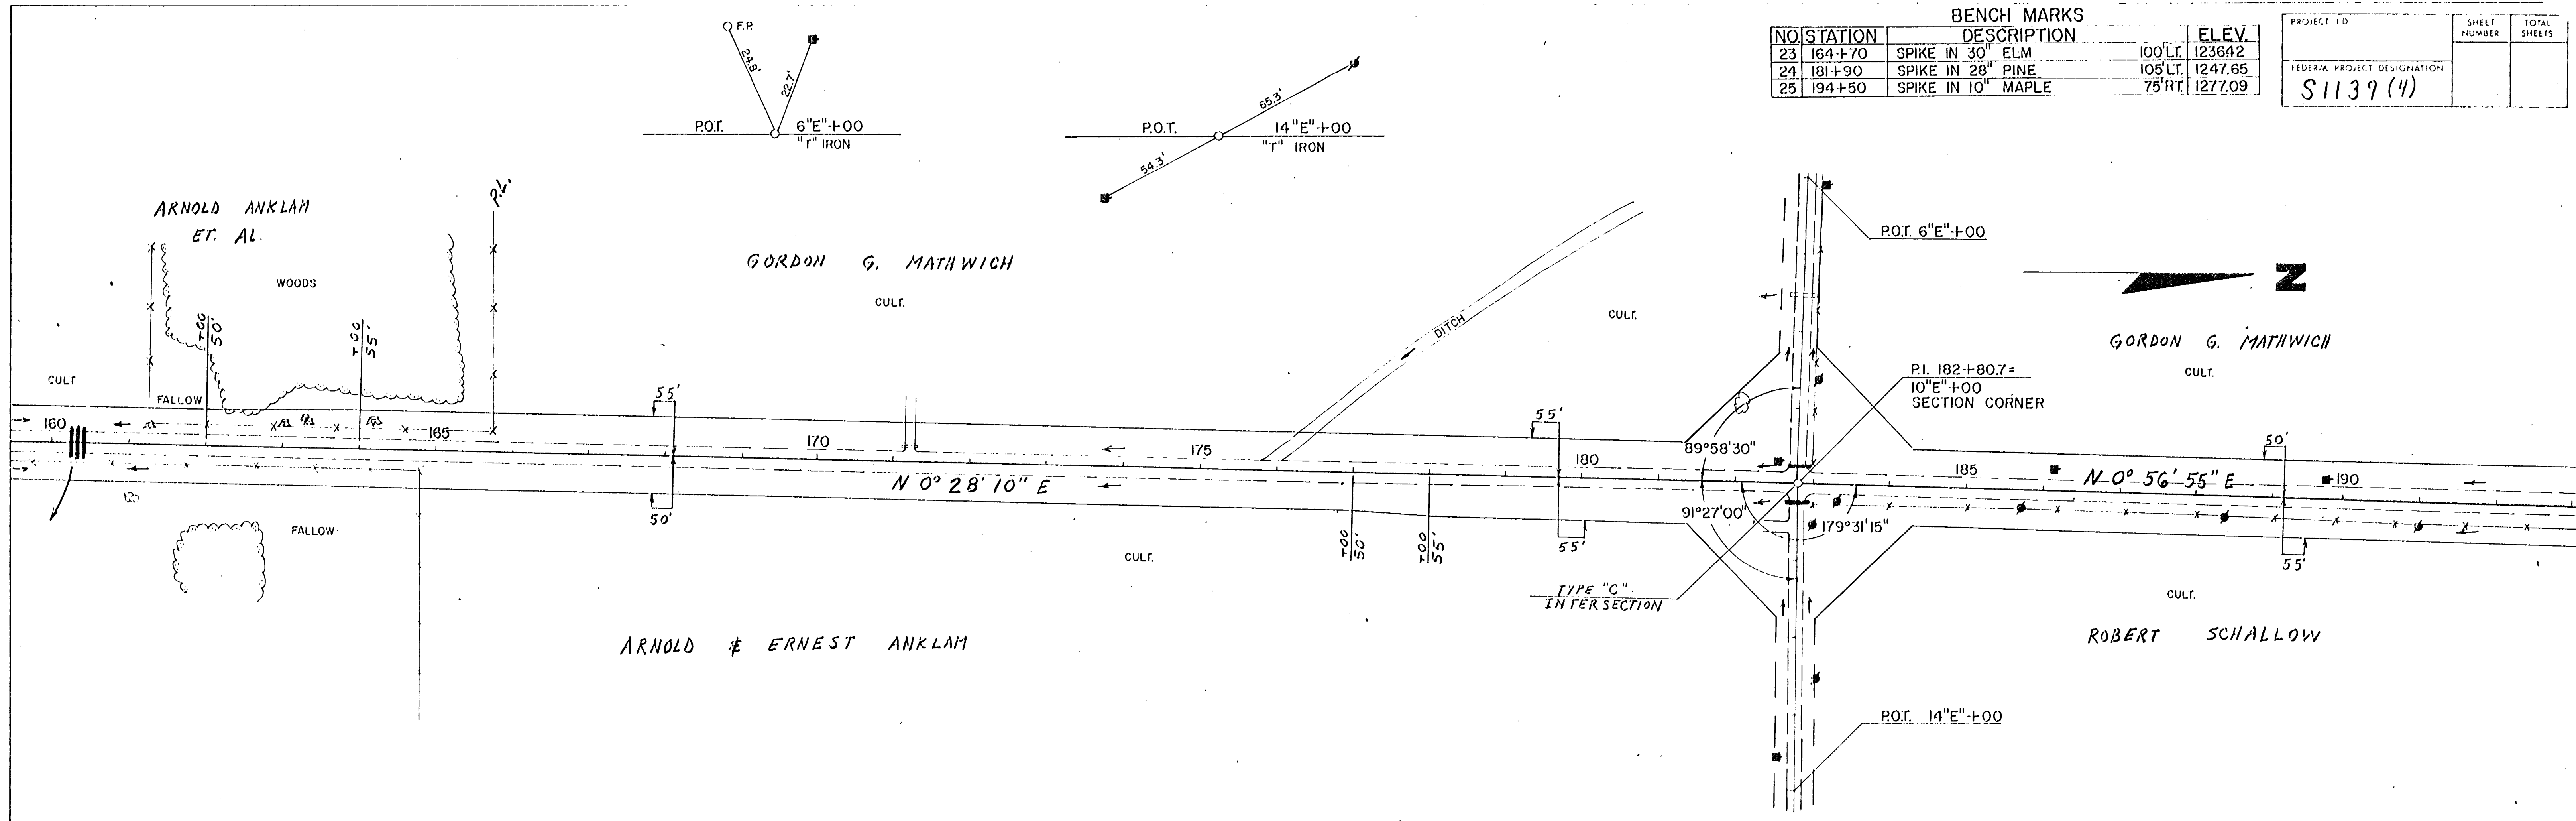 BENCH MARKS
NO. STATION DESCRIPTION ELEV.
23 164+70 SPIKE IN 30" ELM 100' LT. 1236.42
24 181+90 SPIKE IN 28" PINE 105' LT. 1247.65
25 194+50 SPIKE IN 10" MAPLE 75' RT. 1277.09
PROJECT I D
SHEET NUMBER
TOTAL SHEETS
FEDERAL PROJECT DESIGNATION
S1139(4)
F.P.
24.8'
22.7'
P.O.T. 6"E"+00
"T" IRON
65.3'
P.O.T. 14"E"+00
"T" IRON
54.3'
ARNOLD ANKLAM
ET. AL.
P.L.
WOODS
GORDON G. MATHWICH
CULT.
DITCH
CULT.
P.O.T. 6"E"+00
N
GORDON G. MATHWICH
CULT.
P.I. 182+80.7=
10"E"+00
SECTION CORNER
+00
50'
+00
55'
CULT
FALLOW
55'
55'
50'
160
165
170
175
180
185
190
89°58'30"
N 0° 28' 10" E
N 0° 56' 55" E
91°27'00"
179°31'15"
50'
+00
50'
+00
55'
55'
55'
FALLOW
CULT.
TYPE "C"
INTERSECTION
CULT.
ARNOLD & ERNEST ANKLAM
ROBERT SCHALLOW
P.O.T. 14"E"+00